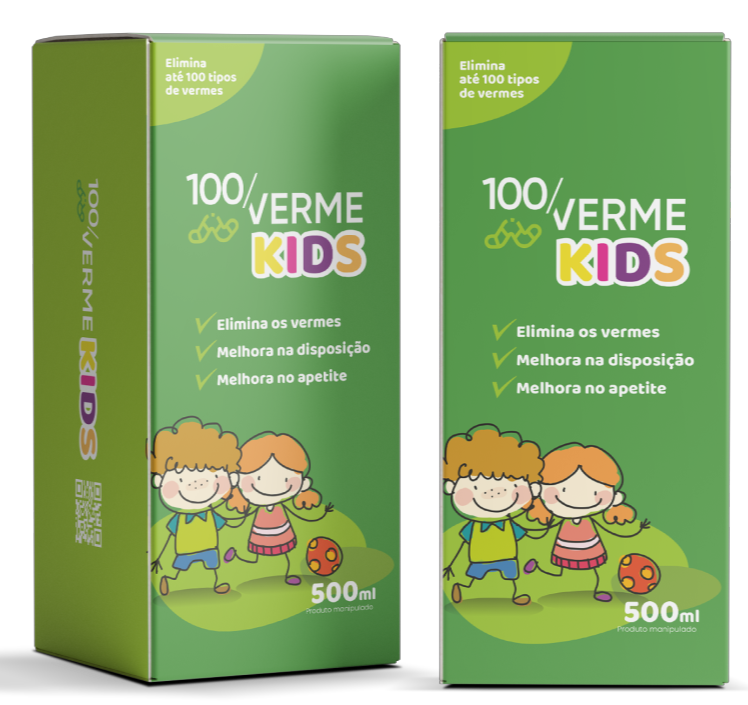 Elimina
até 100 tipos
de vermes
100/VERME
KIDS
Elimina os vermes
Melhora na disposição
Melhora no apetite
500ml
Produto manipulado
100/VERME KIDS
Elimina
até 100 tipos
de vermes
100/VERME
KIDS
Elimina os vermes
Melhora na disposição
Melhora no apetite
500ml
Produto manipulado